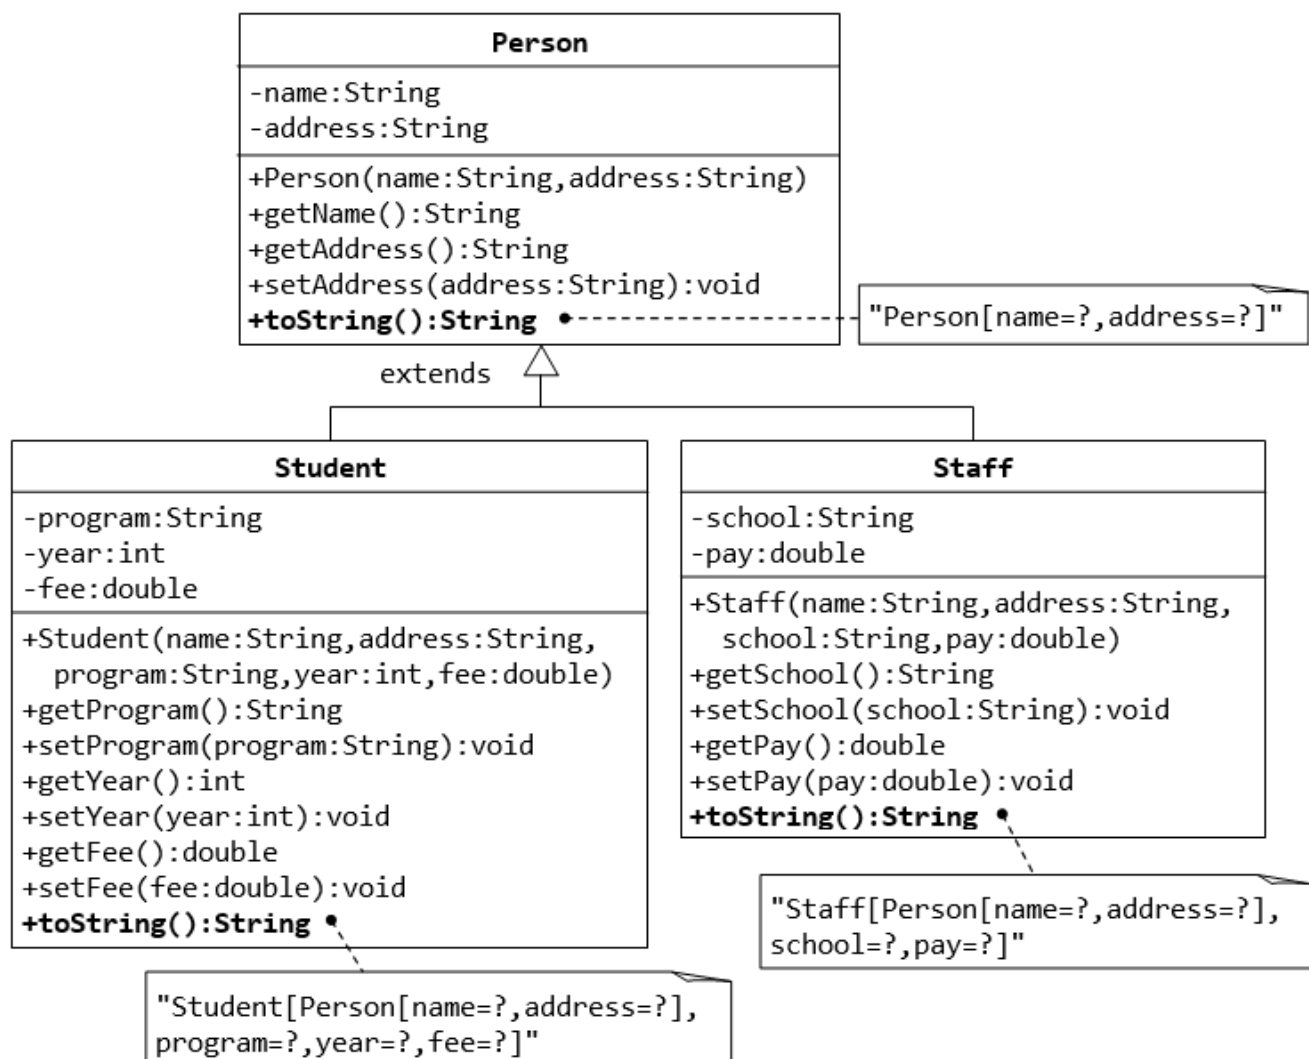 Person
-name:String
-address:String
+Person(name:String,address:String)
+getName():String
+getAddress():String
+setAddress(address:String):void
+toString():String
"Person[name=?,address=?]"
extends
Student
-program:String
-year:int
-fee:double
+Student(name:String,address:String,
program:String,year:int,fee:double)
+getProgram():String
+setProgram(program:String):void
+getYear():int
+setYear(year:int):void
+getFee():double
+setFee(fee:double):void
+toString():String
"Student[Person[name=?,address=?],
program=?,year=?,fee=?]"
Staff
-school:String
-pay:double
+Staff(name:String,address:String,
school:String,pay:double)
+getSchool():String
+setSchool(school:String):void
+getPay():double
+setPay(pay:double):void
+toString():String
"Staff[Person[name=?,address=?],
school=?,pay=?]"